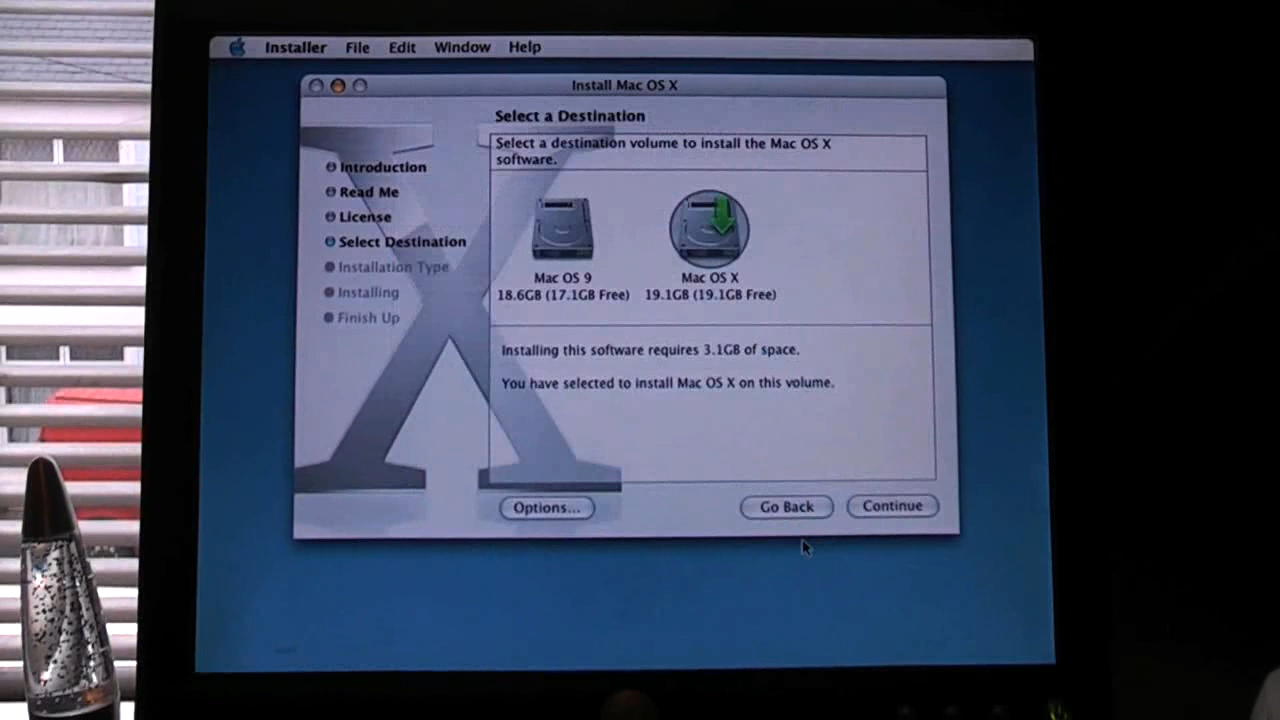 Installer File Edit Window Help
Install Mac OS X
Select a Destination
Select a destination volume to install the Mac OS X
software.
Introduction
Read Me
License
Select Destination
Installation Type
Installing
Finish Up
Mac OS 9
18.6GB (17.1GB Free)
Mac OS X
19.1GB (19.1GB Free)
Installing this software requires 3.1GB of space.
You have selected to install Mac OS X on this volume.
Options... Go Back Continue